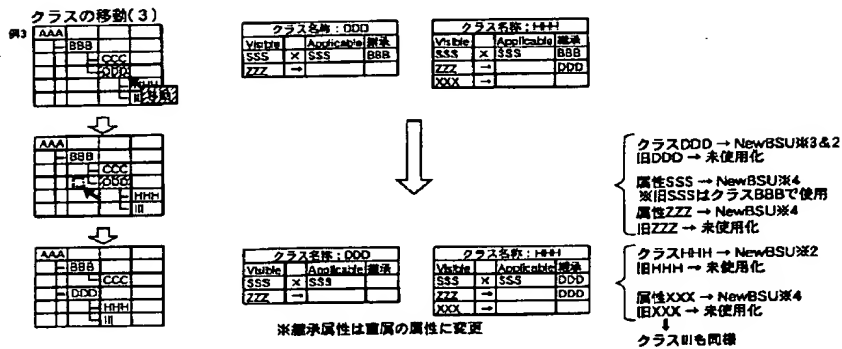 クラスの移動(3)
例3
AAA
BBB
CCC
DDD
HHH
III
移動
クラス名称：DDD
Visible Applicable 継承
SSS × SSS BBB
ZZZ →
クラス名称：HHH
Visible Applicable 継承
SSS × SSS BBB
ZZZ → DDD
XXX →
AAA
BBB
CCC
DDD
HHH
III
クラスDDD → NewBSU※3&2
旧DDD → 未使用化
属性SSS → NewBSU※4
※旧SSSはクラスBBBで使用
属性ZZZ → NewBSU※4
旧ZZZ → 未使用化
クラスHHH → NewBSU※2
旧HHH → 未使用化
属性XXX → NewBSU※4
旧XXX → 未使用化
クラスIIIも同様
AAA
BBB
CCC
DDD
HHH
III
クラス名称：DDD
Visible Applicable 継承
SSS × SSS
ZZZ →
クラス名称：HHH
Visible Applicable 継承
SSS × SSS DDD
ZZZ → DDD
XXX →
※継承属性は直属の属性に変更